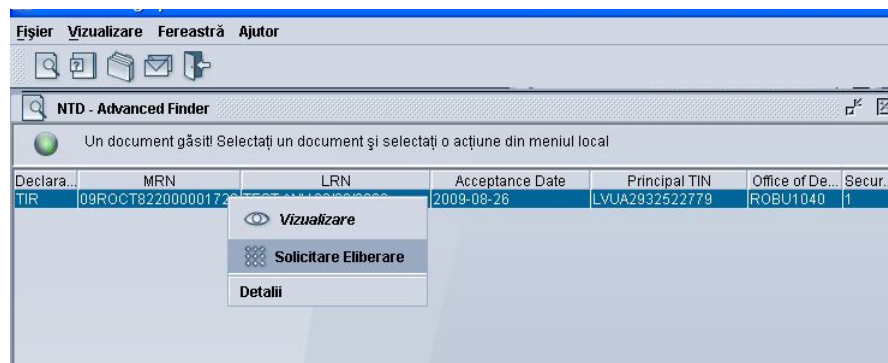 Fişier Vizualizare Fereastră Ajutor
NTD - Advanced Finder
Un document găsit! Selectaţi un document şi selectaţi o acţiune din meniul local
Declara... MRN LRN Acceptance Date Principal TIN Office of De... Secur.
TIR 09ROCT822000001720 2009-08-26 LVUA2932522779 ROBU1040 1
Vizualizare
Solicitare Eliberare
Detalii